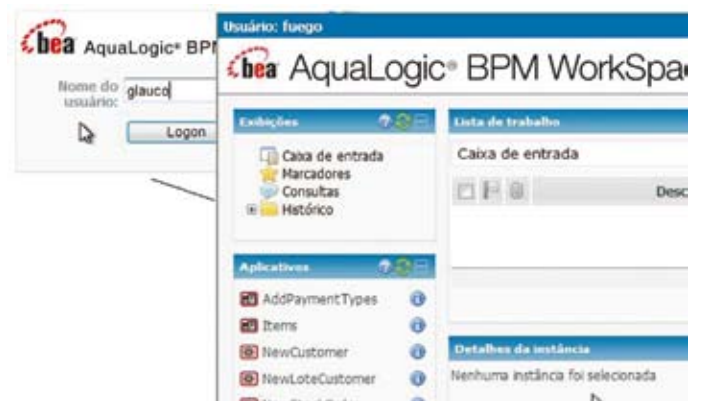 bea AquaLogic® BPM
Nome do usuário:
glauco
Logon
Usuário: fuego
bea AquaLogic® BPM WorkSpa
Exibições
Caixa de entrada
Marcadores
Consultas
Histórico
Aplicativos
AddPaymentTypes
Items
NewCustomer
NewLoteCustomer
Lista de trabalho
Caixa de entrada
Desc
Detalhes da instância
Nenhuma instância foi selecionada